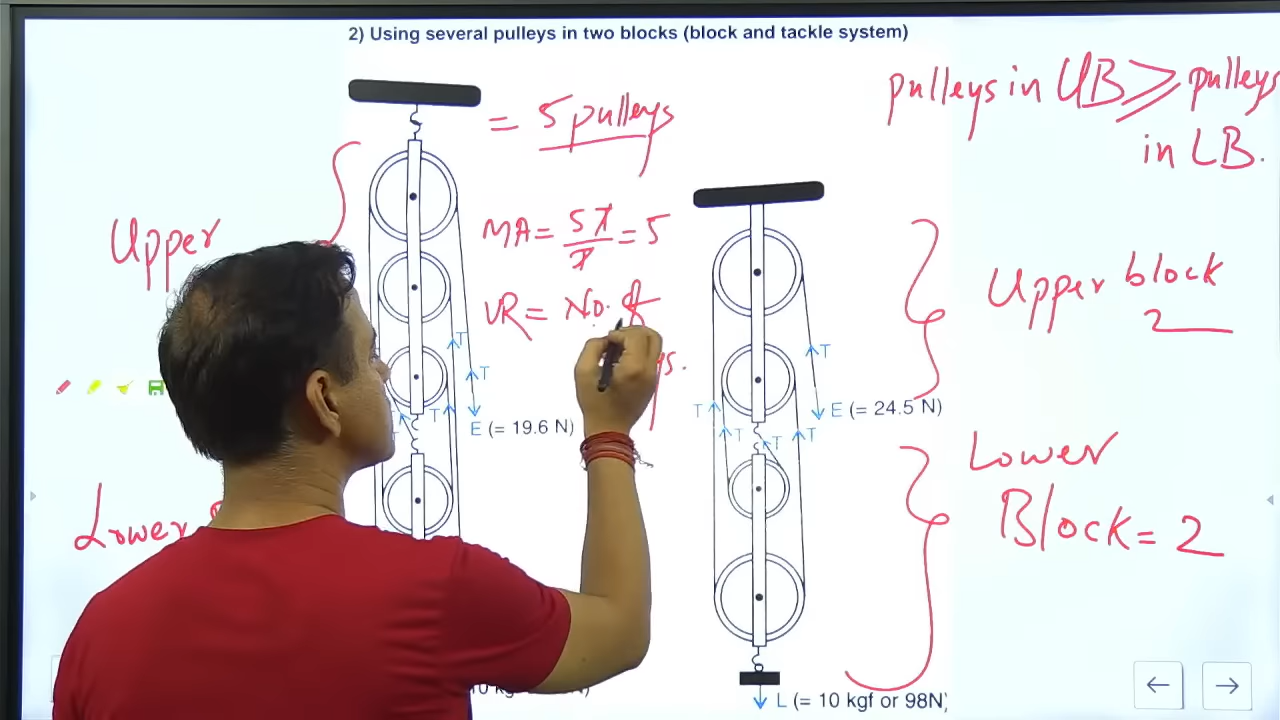 2) Using several pulleys in two blocks (block and tackle system)
pulleys in UB ⩾ pulleys
in LB.
= 5 pulleys
Upper
MA = 5T/T = 5
VR = No. of
ys.
T
T
T
T
E (= 19.6 N)
Lower
Upper block
2
T
E (= 24.5 N)
T
T
T
T
Lower
Block = 2
L (= 10 kgf or 98N)